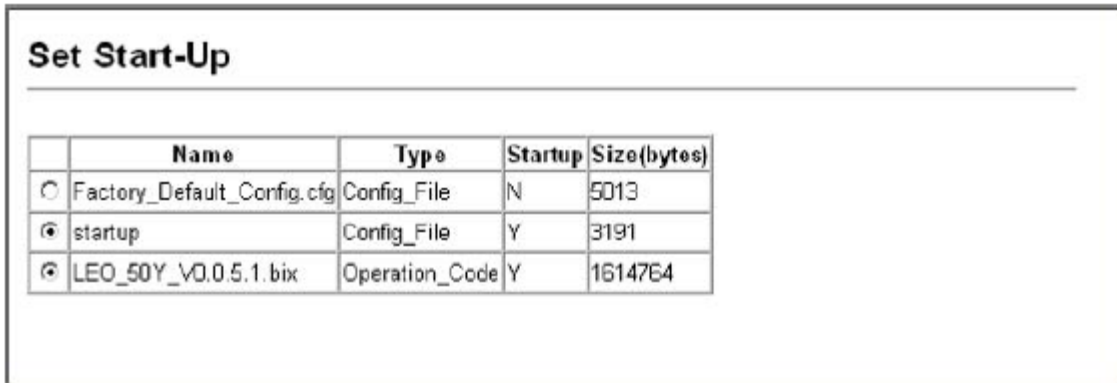 Set Start-Up
Name Type Startup Size(bytes)
Factory_Default_Config.cfg Config_File N 5013
startup Config_File Y 3191
LEO_50Y_V0.0.5.1.bix Operation_Code Y 1614764